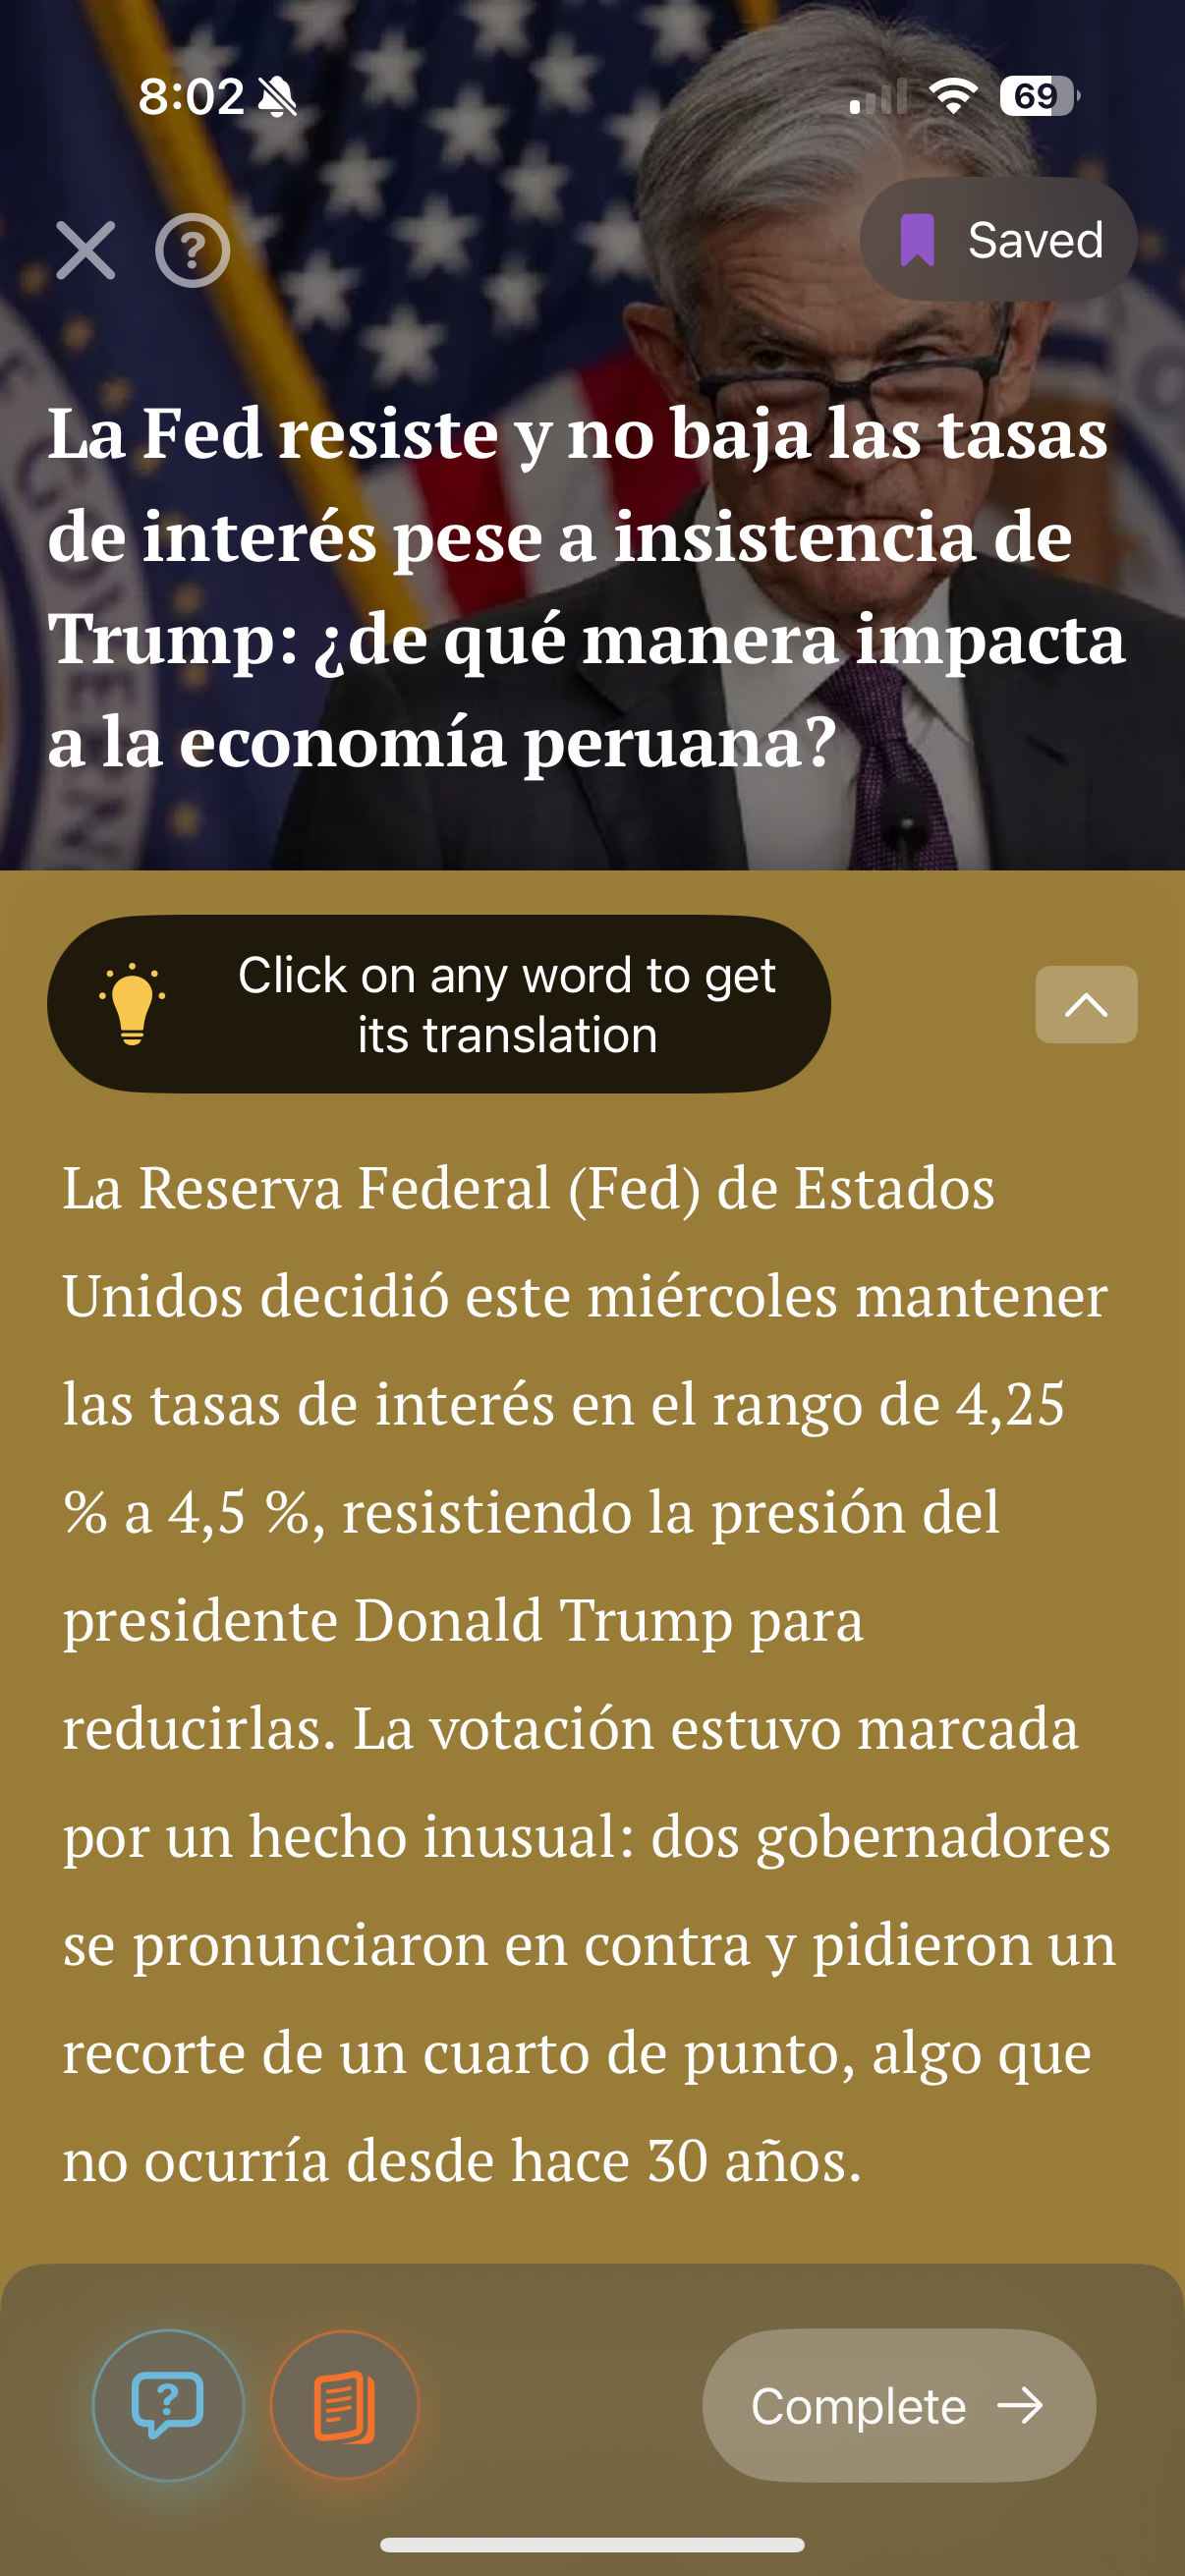 8:02
69
?
Saved
La Fed resiste y no baja las tasas
de interés pese a insistencia de
Trump: ¿de qué manera impacta
a la economía peruana?
Click on any word to get
its translation
La Reserva Federal (Fed) de Estados
Unidos decidió este miércoles mantener
las tasas de interés en el rango de 4,25
% a 4,5 %, resistiendo la presión del
presidente Donald Trump para
reducirlas. La votación estuvo marcada
por un hecho inusual: dos gobernadores
se pronunciaron en contra y pidieron un
recorte de un cuarto de punto, algo que
no ocurría desde hace 30 años.
?
Complete →